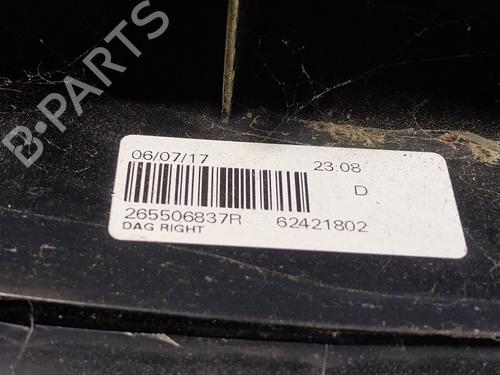 B-PARTS
06/07/17 23:08
D
265506837R 62421802
DAG RIGHT